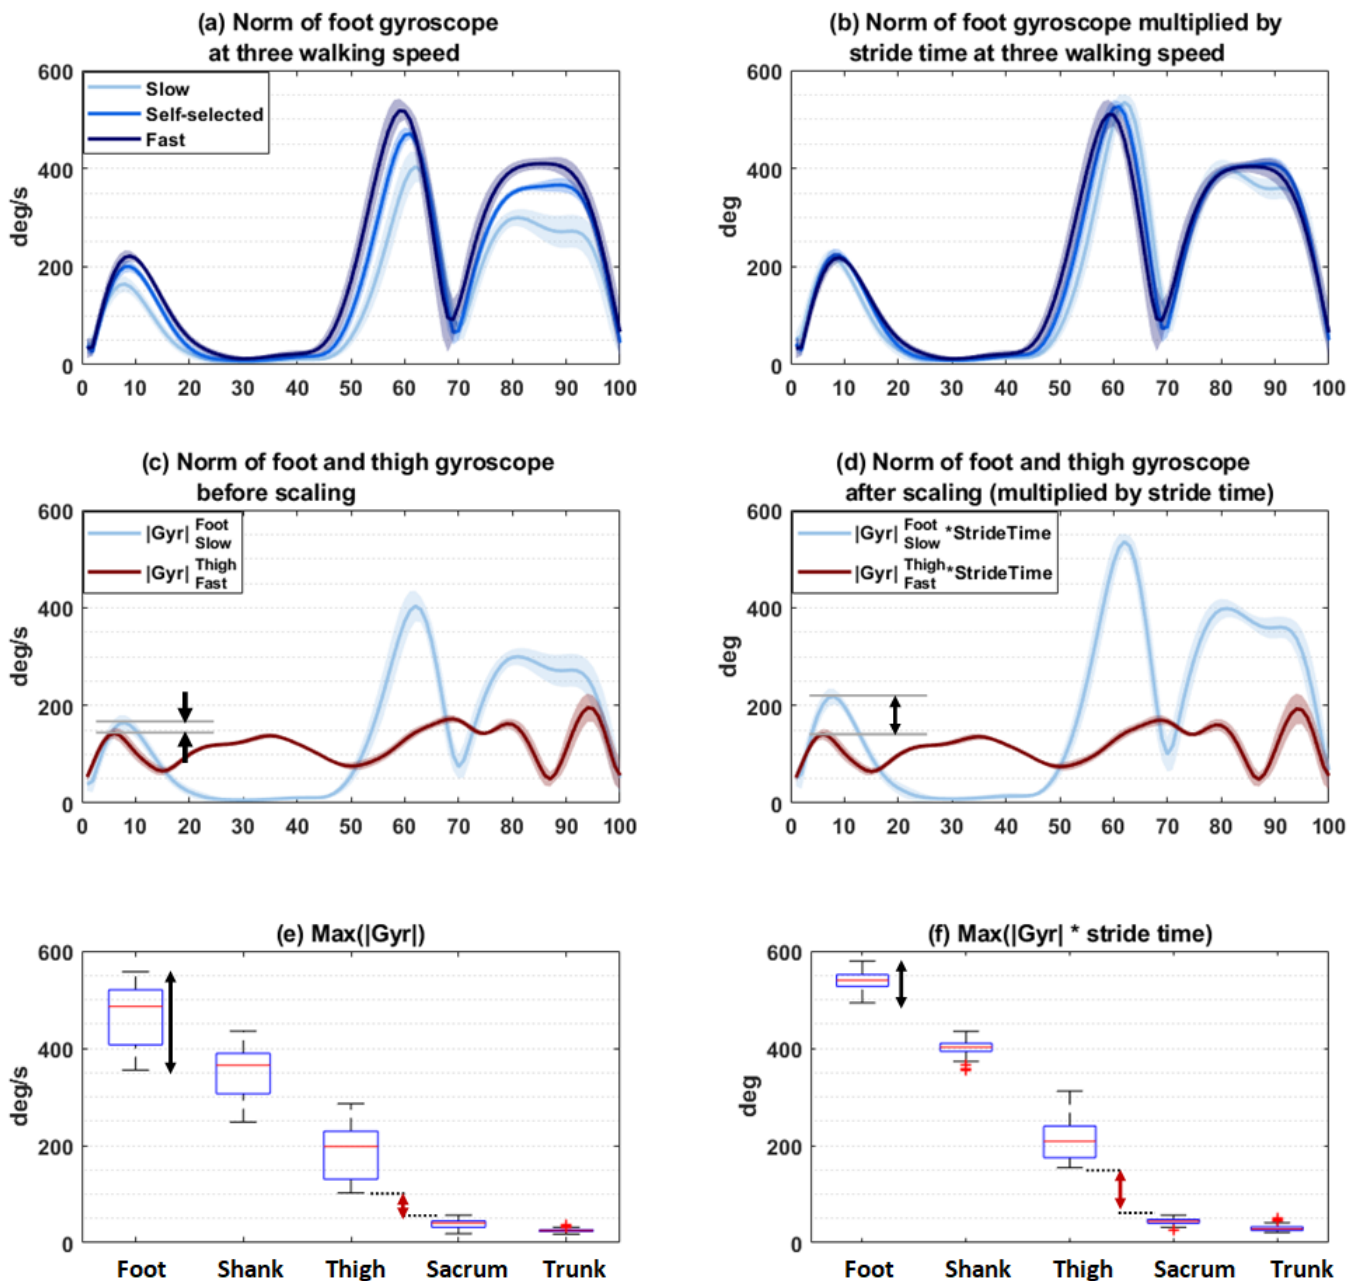 (a) Norm of foot gyroscope
at three walking speed
600
400
200
0
deg/s
Slow
Self-selected
Fast
0 10 20 30 40 50 60 70 80 90 100
(b) Norm of foot gyroscope multiplied by
stride time at three walking speed
600
400
200
0
deg
0 10 20 30 40 50 60 70 80 90 100
(c) Norm of foot and thigh gyroscope
before scaling
600
400
200
0
deg/s
|Gyr| Foot Slow
|Gyr| Thigh Fast
0 10 20 30 40 50 60 70 80 90 100
(d) Norm of foot and thigh gyroscope
after scaling (multiplied by stride time)
600
400
200
0
deg
|Gyr| Foot Slow *StrideTime
|Gyr| Thigh Fast *StrideTime
0 10 20 30 40 50 60 70 80 90 100
(e) Max(|Gyr|)
600
400
200
0
deg/s
Foot Shank Thigh Sacrum Trunk
(f) Max(|Gyr| * stride time)
600
400
200
0
deg
Foot Shank Thigh Sacrum Trunk